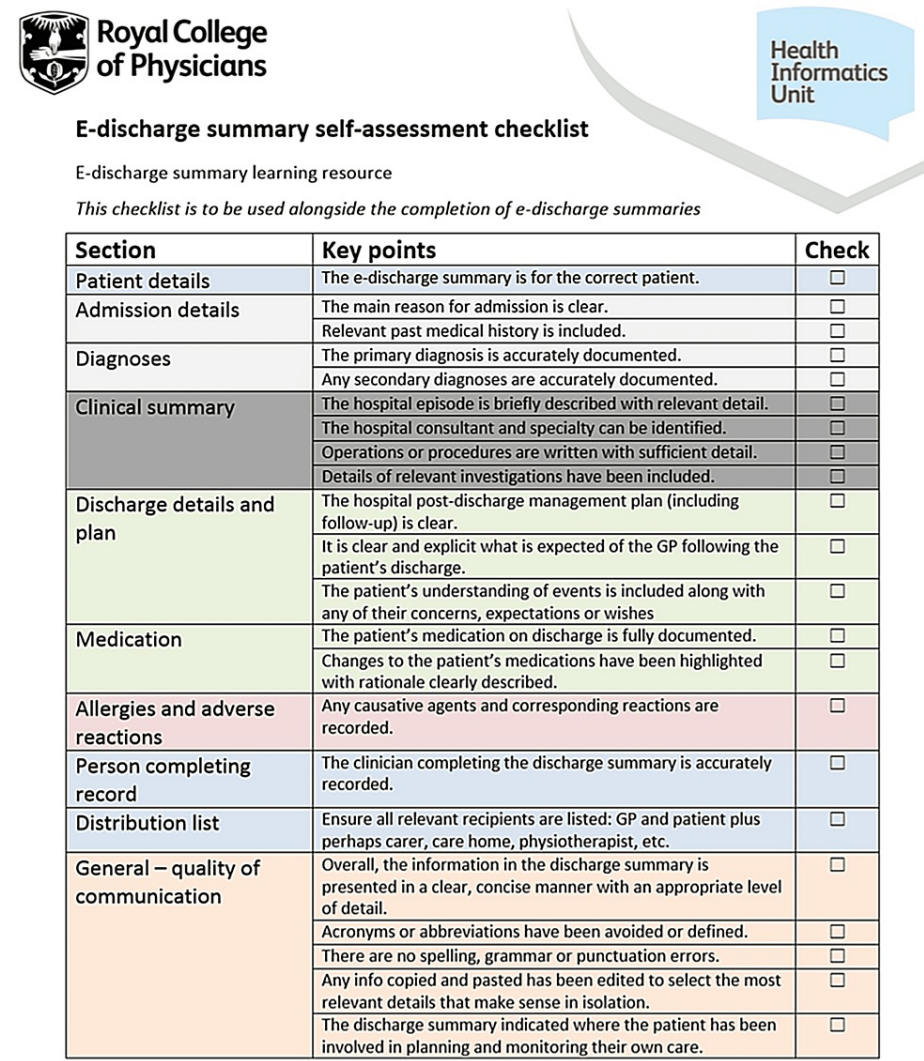 Royal College
of Physicians
Health
Informatics
Unit
E-discharge summary self-assessment checklist
E-discharge summary learning resource
This checklist is to be used alongside the completion of e-discharge summaries
Section Key points Check
Patient details The e-discharge summary is for the correct patient. ☐
Admission details The main reason for admission is clear. ☐
Relevant past medical history is included. ☐
Diagnoses The primary diagnosis is accurately documented. ☐
Any secondary diagnoses are accurately documented. ☐
Clinical summary The hospital episode is briefly described with relevant detail. ☐
The hospital consultant and specialty can be identified. ☐
Operations or procedures are written with sufficient detail. ☐
Details of relevant investigations have been included. ☐
Discharge details and
plan
The hospital post-discharge management plan (including
follow-up) is clear. ☐
It is clear and explicit what is expected of the GP following the
patient's discharge. ☐
The patient's understanding of events is included along with
any of their concerns, expectations or wishes ☐
Medication The patient's medication on discharge is fully documented. ☐
Changes to the patient's medications have been highlighted
with rationale clearly described. ☐
Allergies and adverse
reactions
Any causative agents and corresponding reactions are
recorded. ☐
Person completing
record
The clinician completing the discharge summary is accurately
recorded. ☐
Distribution list Ensure all relevant recipients are listed: GP and patient plus
perhaps carer, care home, physiotherapist, etc. ☐
General – quality of
communication
Overall, the information in the discharge summary is
presented in a clear, concise manner with an appropriate level
of detail. ☐
Acronyms or abbreviations have been avoided or defined. ☐
There are no spelling, grammar or punctuation errors. ☐
Any info copied and pasted has been edited to select the most
relevant details that make sense in isolation. ☐
The discharge summary indicated where the patient has been
involved in planning and monitoring their own care. ☐